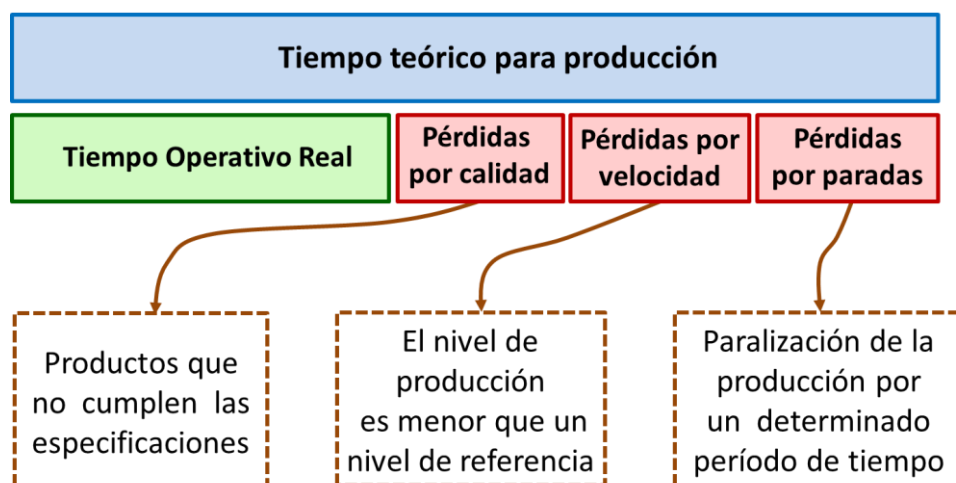 Tiempo teórico para producción
Tiempo Operativo Real
Pérdidas
por calidad
Pérdidas por
velocidad
Pérdidas
por paradas
Productos que
no cumplen las
especificaciones
El nivel de
producción
es menor que un
nivel de referencia
Paralización de la
producción por
un determinado
período de tiempo